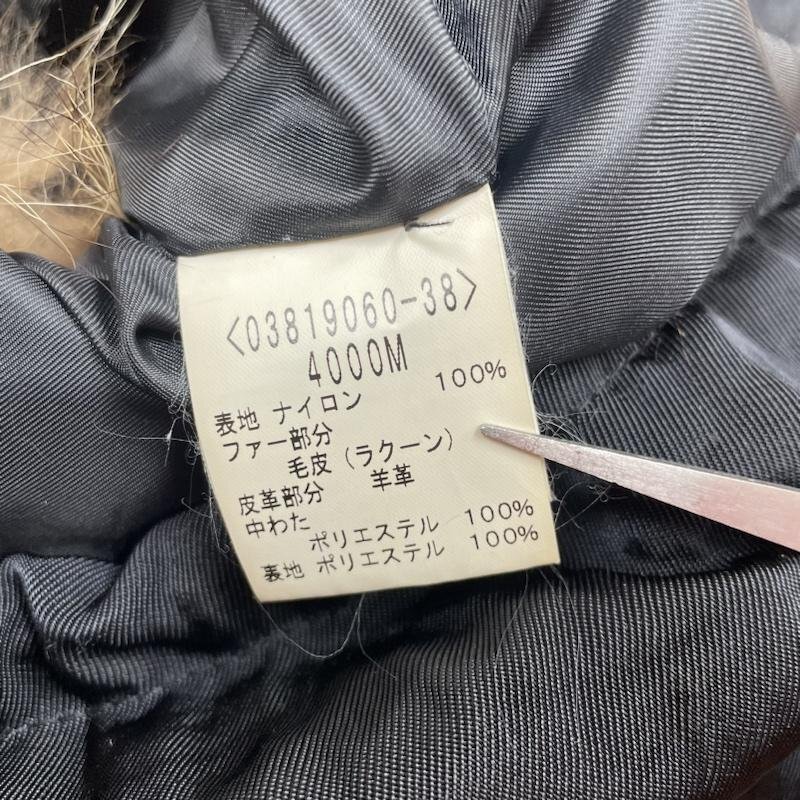 <03819060-38>
4000M
表地 ナイロン 100%
ファー部分
毛皮（ラクーン）
皮革部分 羊革
中わた
ポリエステル 100%
表地 ポリエステル 100%